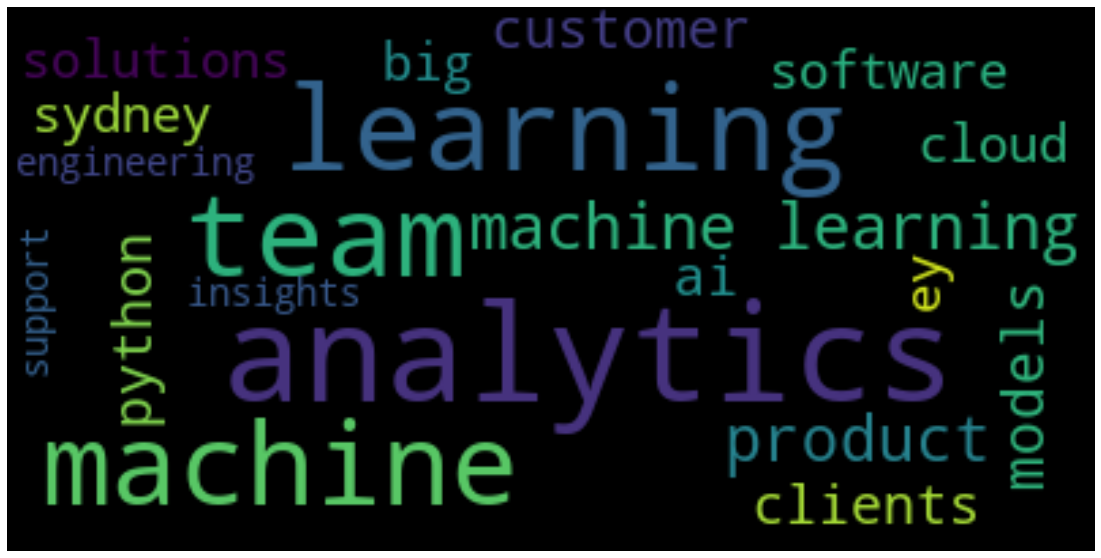 customer
solutions
big
software
learning
sydney
cloud
engineering
team
machine learning
support
python
insights
ai
ey
models
analytics
machine
product
clients